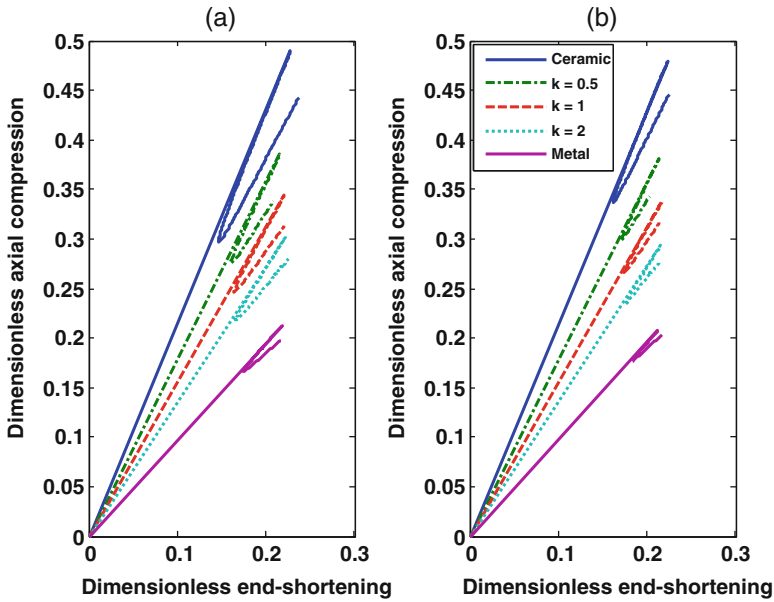 (a)
0.5
0.45
0.4
0.35
0.3
0.25
0.2
0.15
0.1
0.05
0
0 0.1 0.2 0.3
Dimensionless axial compression
Dimensionless end-shortening
(b)
0.5
0.45
0.4
0.35
0.3
0.25
0.2
0.15
0.1
0.05
0
0 0.1 0.2 0.3
Dimensionless axial compression
Dimensionless end-shortening
Ceramic
k = 0.5
k = 1
k = 2
Metal